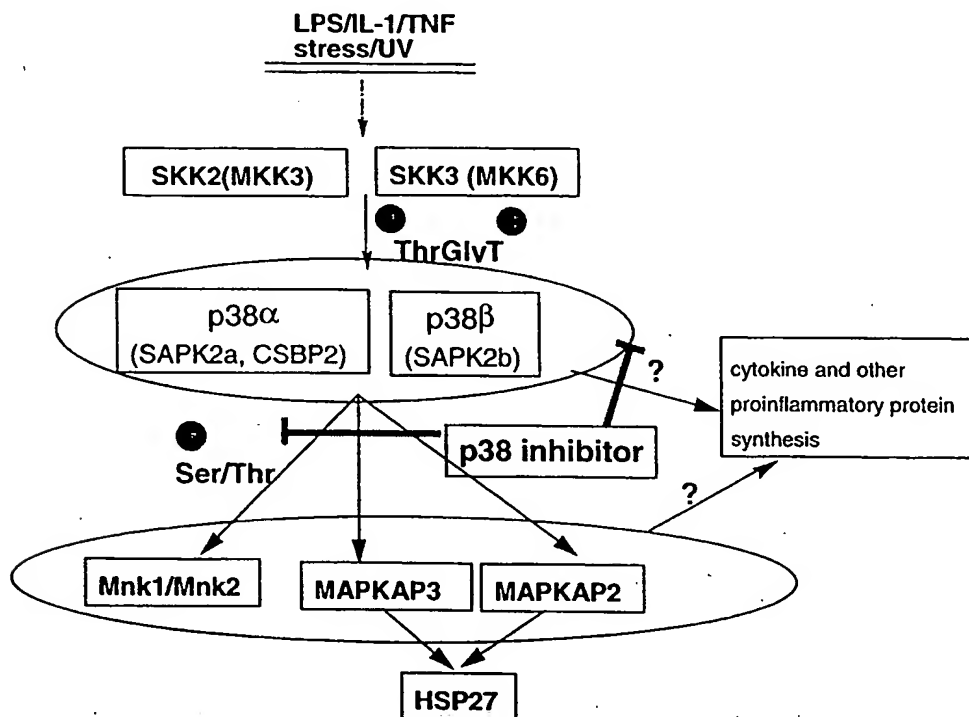 LPS/IL-1/TNF
stress/UV
SKK2(MKK3)
SKK3 (MKK6)
ThrGlvT
p38α
(SAPK2a, CSBP2)
p38β
(SAPK2b)
?
cytokine and other
proinflammatory protein
synthesis
p38 inhibitor
Ser/Thr
?
Mnk1/Mnk2
MAPKAP3
MAPKAP2
HSP27